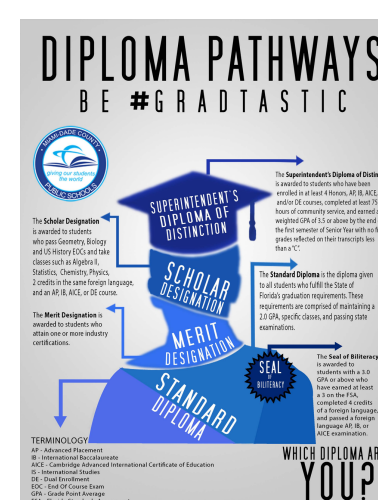 DIPLOMA PATHWAYS
BE #GRADTASTIC
MIAMI-DADE COUNTY
giving our students
the world
PUBLIC SCHOOLS
SUPERINTENDENT'S
DIPLOMA OF
DISTINCTION
The Superintendent's Diploma of Distin
is awarded to students who have been
enrolled in at least 4 Honors, AP, IB, AICE,
and/or DE courses, completed at least 75
hours of community service, and earned a
weighted GPA of 3.5 or above by the end
the first semester of Senior Year with no fi
grades reflected on their transcripts less
than a "C".
The Scholar Designation
is awarded to students
who pass Geometry, Biology
and US History EOCs and take
classes such as Algebra II,
Statistics, Chemistry, Physics,
2 credits in the same foreign language,
and an AP, IB, AICE, or DE course.
SCHOLAR
DESIGNATION
The Standard Diploma is the diploma given
to all students who fulfill the State of
Florida's graduation requirements. These
requirements are comprised of maintaining a
2.0 GPA, specific classes, and passing state
examinations.
The Merit Designation is
awarded to students who
attain one or more industry
certifications.
MERIT
DESIGNATION
SEAL
OF
BILITERACY
The Seal of Biliteracy
is awarded to
students with a 3.0
GPA or above who
have earned at least
a 3 on the FSA,
completed 4 credits
of a foreign language,
and passed a foreign
language AP, IB, or
AICE examination.
STANDARD
DIPLOMA
TERMINOLOGY
AP - Advanced Placement
IB - International Baccalaureate
AICE - Cambridge Advanced International Certificate of Education
IS - International Studies
DE - Dual Enrollment
EOC - End Of Course Exam
GPA - Grade Point Average
WHICH DIPLOMA AR
YOU?